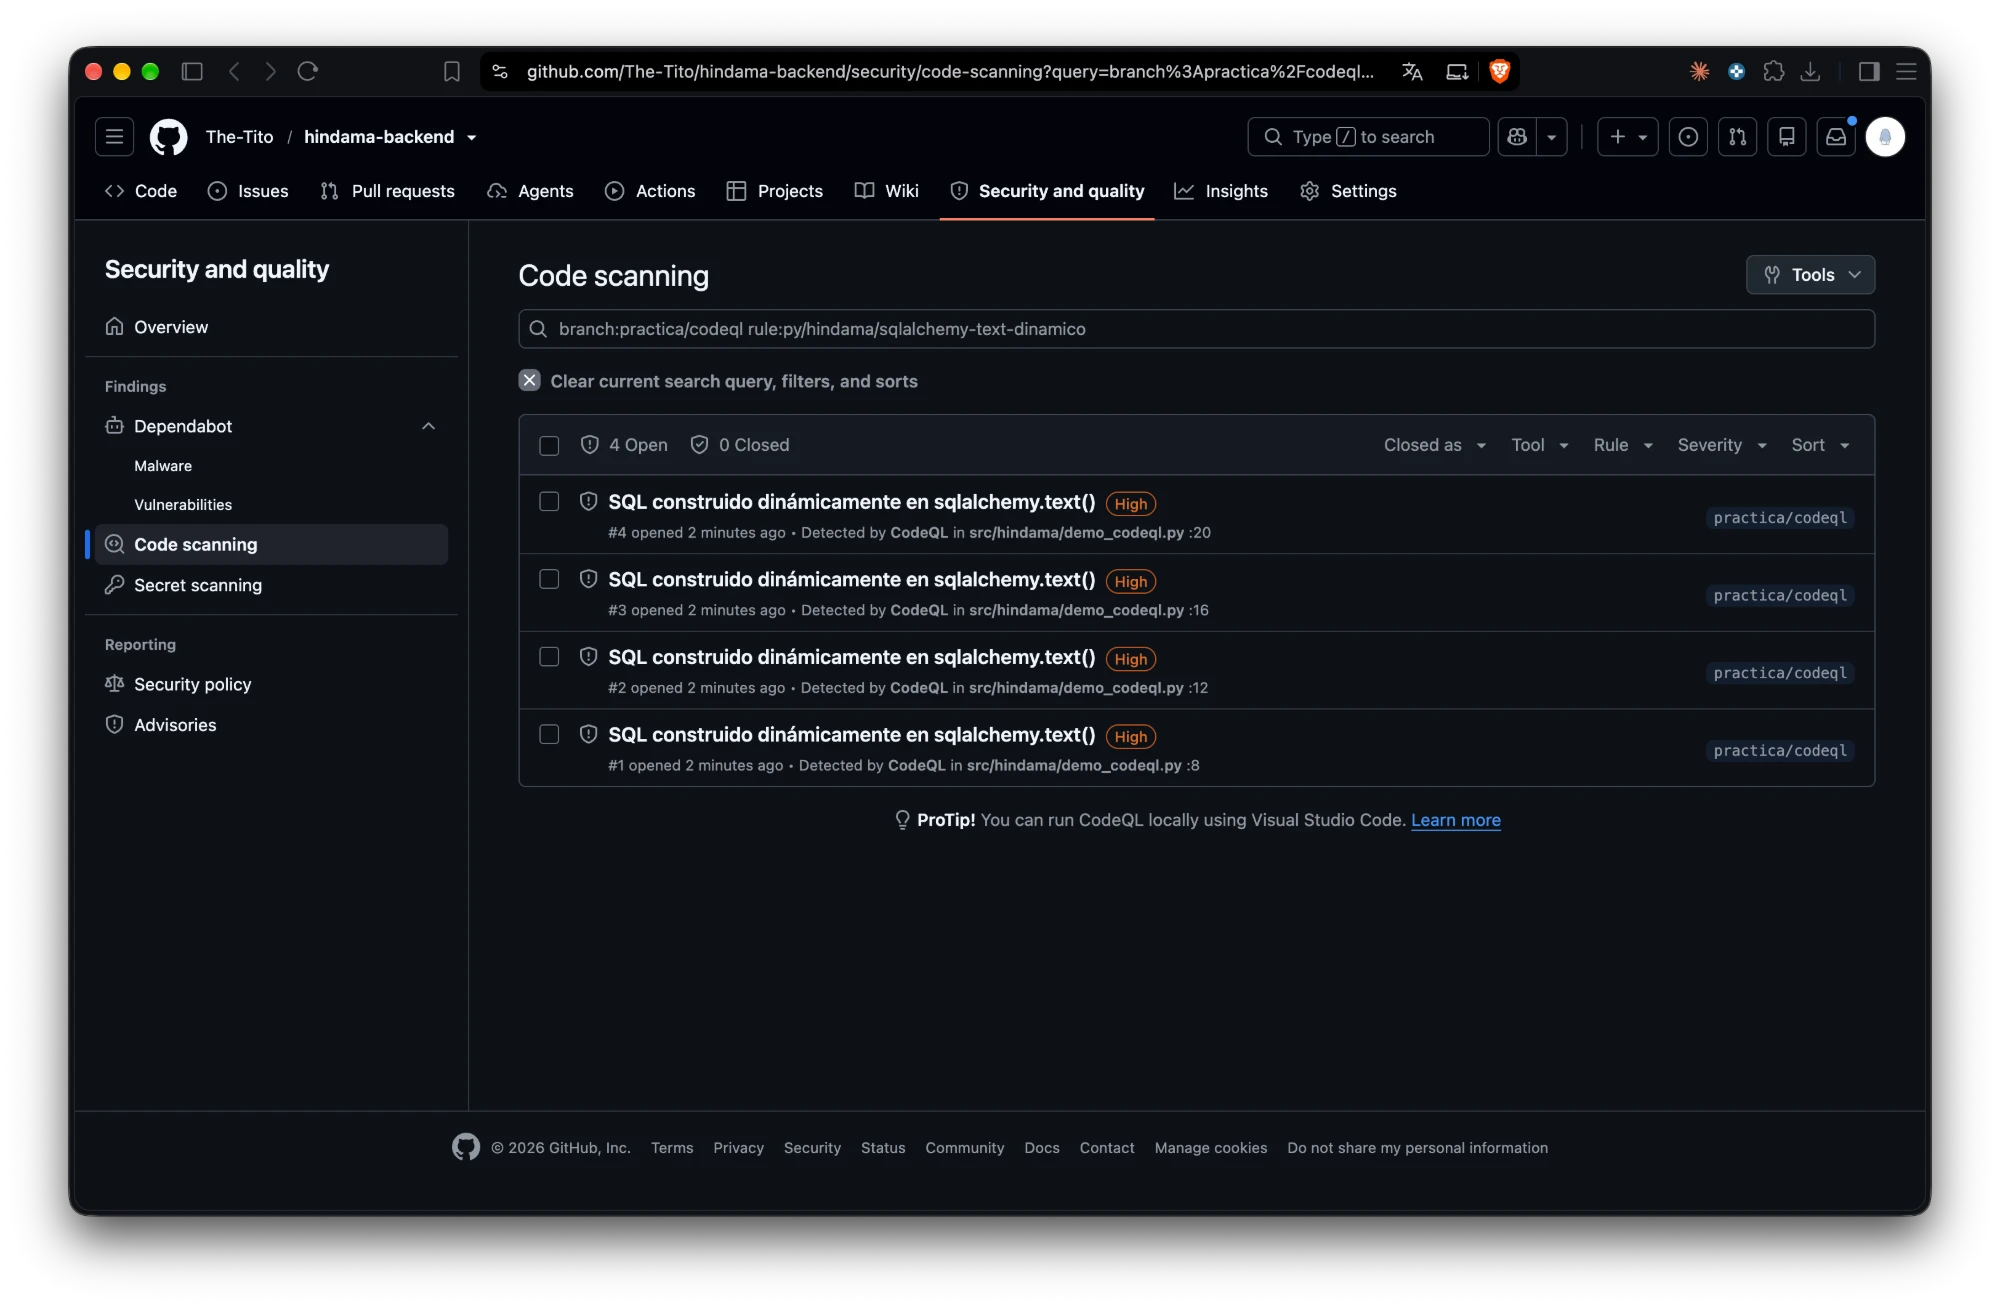 github.com/The-Tito/hindama-backend/security/code-scanning?query=branch%3Apractica%2Fcodeql...
The-Tito / hindama-backend
Type / to search
Code Issues Pull requests Agents Actions Projects Wiki Security and quality Insights Settings
Security and quality
Overview
Findings
Dependabot
Malware
Vulnerabilities
Code scanning
Secret scanning
Reporting
Security policy
Advisories
Code scanning
Tools
branch:practica/codeql rule:py/hindama/sqlalchemy-text-dinamico
Clear current search query, filters, and sorts
4 Open 0 Closed Closed as Tool Rule Severity Sort
SQL construido dinámicamente en sqlalchemy.text() High
#4 opened 2 minutes ago • Detected by CodeQL in src/hindama/demo_codeql.py :20
practica/codeql
SQL construido dinámicamente en sqlalchemy.text() High
#3 opened 2 minutes ago • Detected by CodeQL in src/hindama/demo_codeql.py :16
practica/codeql
SQL construido dinámicamente en sqlalchemy.text() High
#2 opened 2 minutes ago • Detected by CodeQL in src/hindama/demo_codeql.py :12
practica/codeql
SQL construido dinámicamente en sqlalchemy.text() High
#1 opened 2 minutes ago • Detected by CodeQL in src/hindama/demo_codeql.py :8
practica/codeql
ProTip! You can run CodeQL locally using Visual Studio Code. Learn more
© 2026 GitHub, Inc. Terms Privacy Security Status Community Docs Contact Manage cookies Do not share my personal information